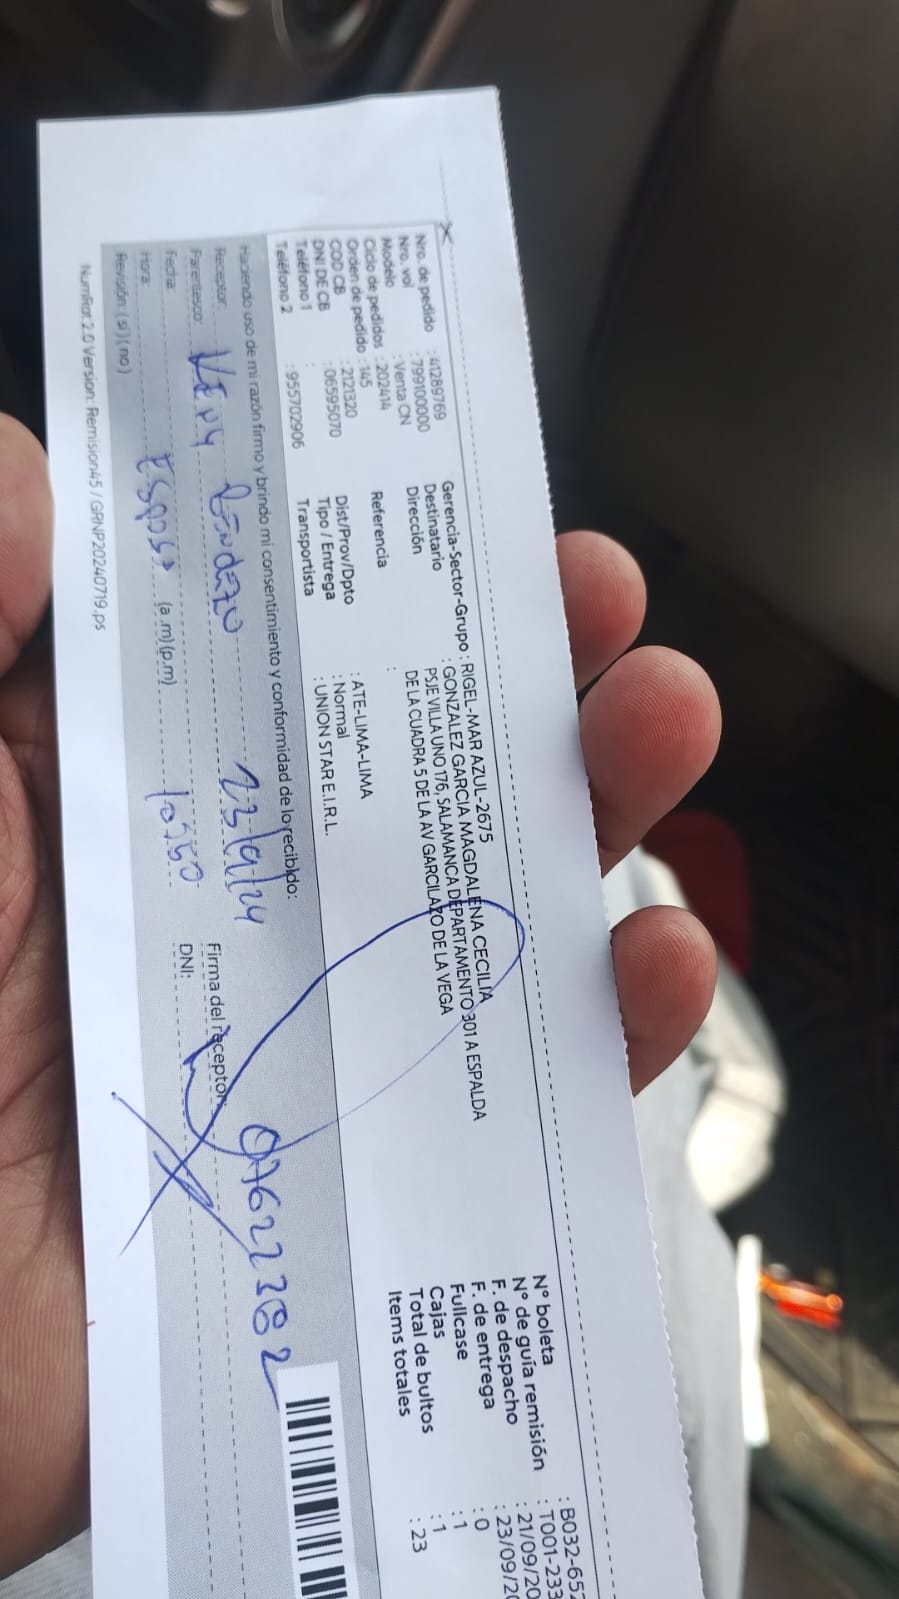 Nro. de pedido : 41289769
Nro. vol : 799100000
Modelo : Venta CN
Ciclo de pedidos : 202414
Orden de pedido : 145
COD CB : 2121320
DNI DE CB : 06595070
Teléfono 1 :
Teléfono 2 : 955702906
Gerencia-Sector-Grupo : RIGEL-MAR AZUL-2675
Destinatario : GONZALEZ GARCIA MAGDALENA CECILIA
Dirección PSJE VILLA UNO 176, SALAMANCA DEPARTAMENTO 301 A ESPALDA
DE LA CUADRA 5 DE LA AV GARCILAZO DE LA VEGA
Referencia :
Dist/Prov/Dpto : ATE-LIMA-LIMA
Tipo / Entrega : Normal
Transportista : UNION STAR E.I.R.L.
N° boleta : B032-652
N° de guía remisión : T001-233
F. de despacho : 21/09/20
F. de entrega : 23/09/20
Fullcase : 0
Cajas : 1
Total de bultos : 1
Items totales : 23
Haciendo uso de mi razón firmo y brindo mi consentimiento y conformidad de lo recibido:
Receptor: 23/9/24
Parentesco: Esposo
Fecha:
Hora: (a.m)(p.m) 10:50
Revisión: (si) (no)
Firma del receptor:
DNI: 07622382
NumRot 2.0 Version: Remision45 / GRNP20240719.ps